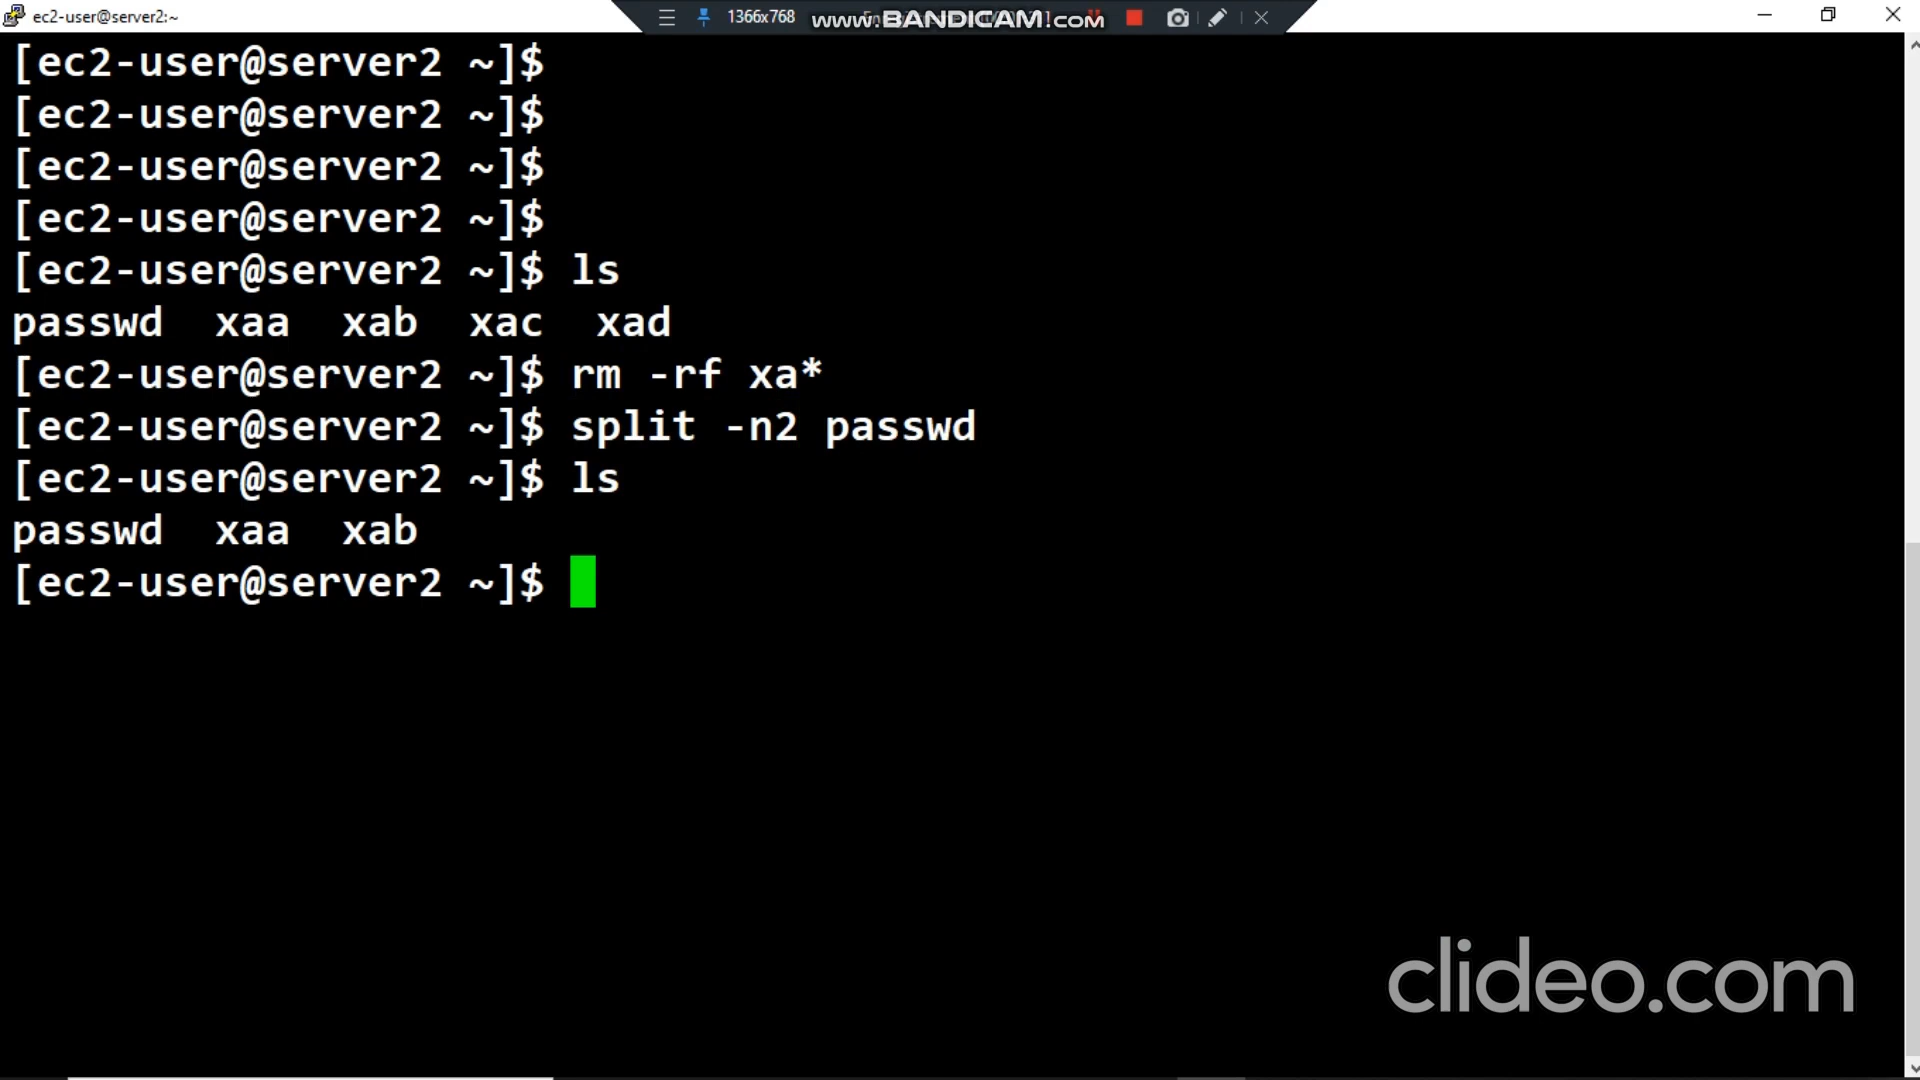 ec2-user@server2:~
1366x768
www.BANDICAM.com
[ec2-user@server2 ~]$
[ec2-user@server2 ~]$
[ec2-user@server2 ~]$
[ec2-user@server2 ~]$
[ec2-user@server2 ~]$ ls
passwd  xaa  xab  xac  xad
[ec2-user@server2 ~]$ rm -rf xa*
[ec2-user@server2 ~]$ split -n2 passwd
[ec2-user@server2 ~]$ ls
passwd  xaa  xab
[ec2-user@server2 ~]$
clideo.com